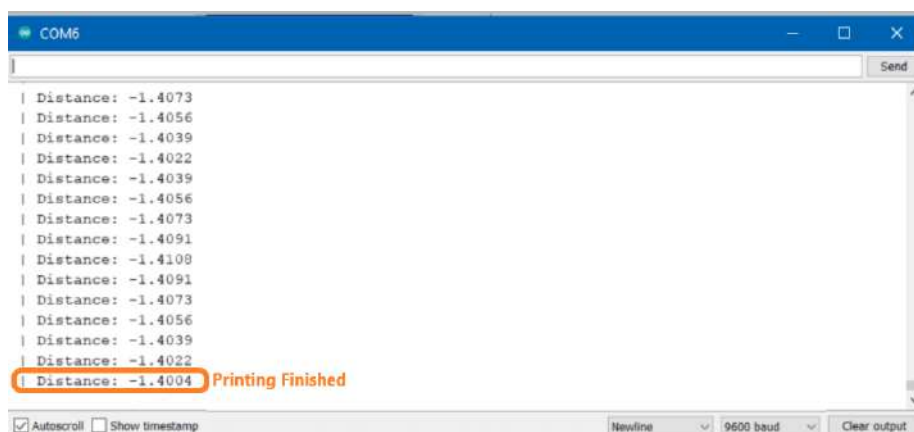 COM6
Send
| Distance: -1.4073
| Distance: -1.4056
| Distance: -1.4039
| Distance: -1.4022
| Distance: -1.4039
| Distance: -1.4056
| Distance: -1.4073
| Distance: -1.4091
| Distance: -1.4108
| Distance: -1.4091
| Distance: -1.4073
| Distance: -1.4056
| Distance: -1.4039
| Distance: -1.4022
| Distance: -1.4004 Printing Finished
Autoscroll Show timestamp Newline 9600 baud Clear output